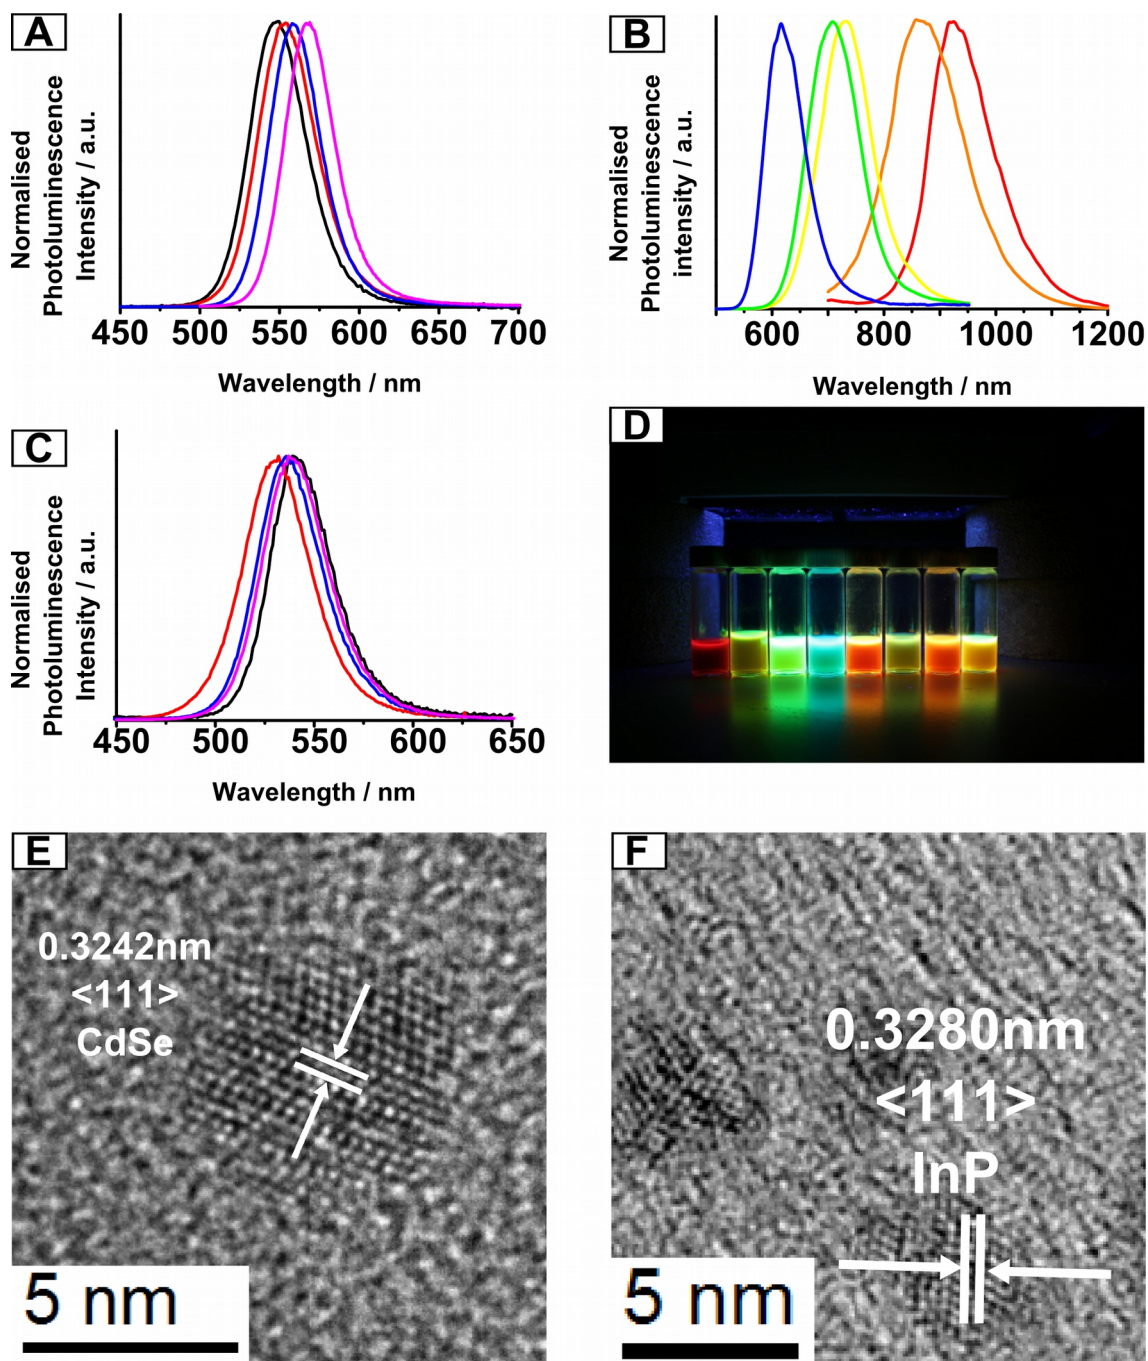 A
Normalised
Photoluminescence
Intensity / a.u.
450 500 550 600 650 700
Wavelength / nm
B
Normalised
Photoluminescence
intensity / a.u.
600 800 1000 1200
Wavelength / nm
C
Normalised
Photoluminescence
Intensity / a.u.
450 500 550 600 650
Wavelength / nm
D
E
0.3242nm
<111>
CdSe
5 nm
F
0.3280nm
<111>
InP
5 nm